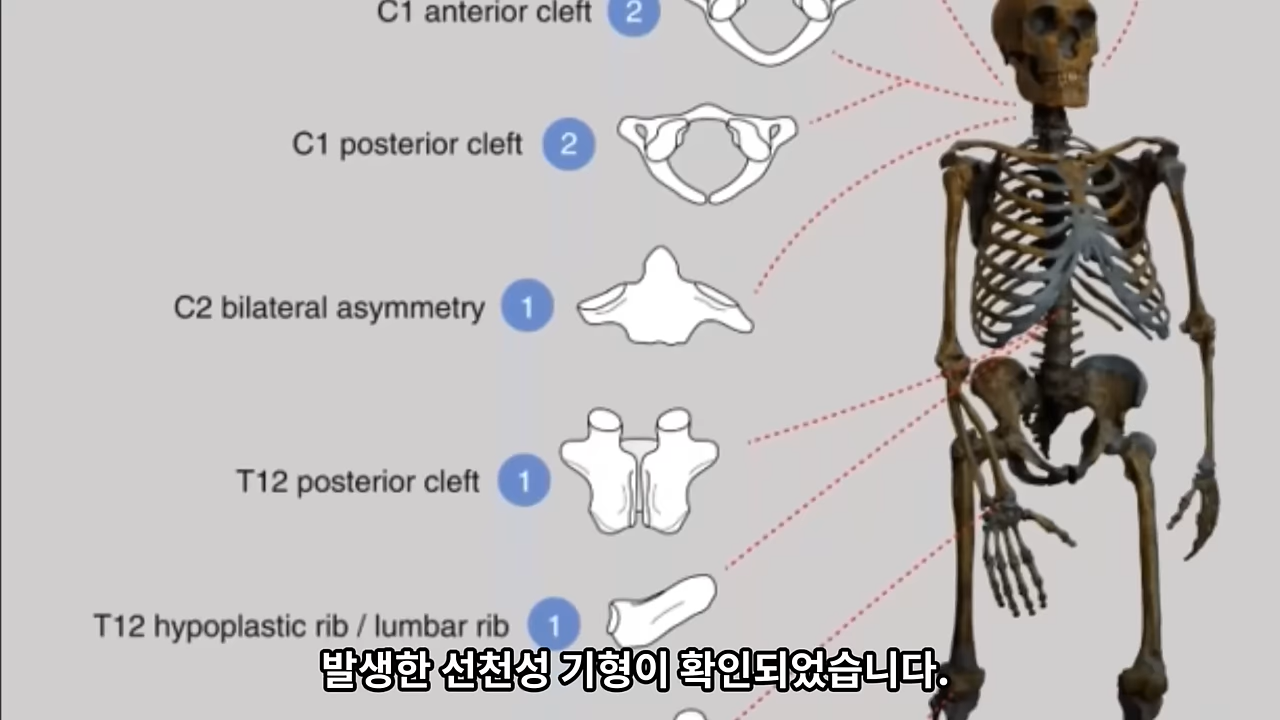 C1 anterior cleft 2
C1 posterior cleft 2
C2 bilateral asymmetry 1
T12 posterior cleft 1
T12 hypoplastic rib / lumbar rib 1
발생한 선천성 기형이 확인되었습니다.